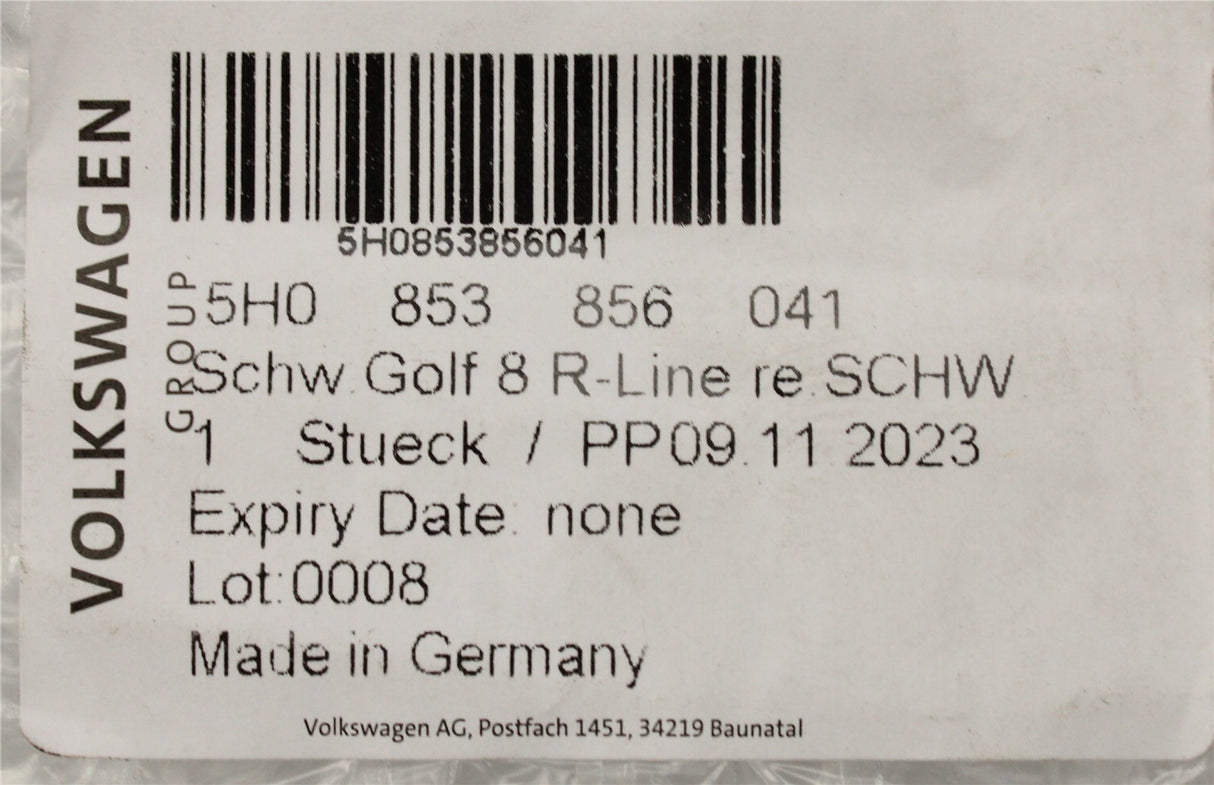 VOLKSWAGEN
GROUP
5H0853856041
5H0 853 856 041
Schw.Golf 8 R-Line re.SCHW
1 Stueck / PP09.11.2023
Expiry Date: none
Lot:0008
Made in Germany
Volkswagen AG, Postfach 1451, 34219 Baunatal